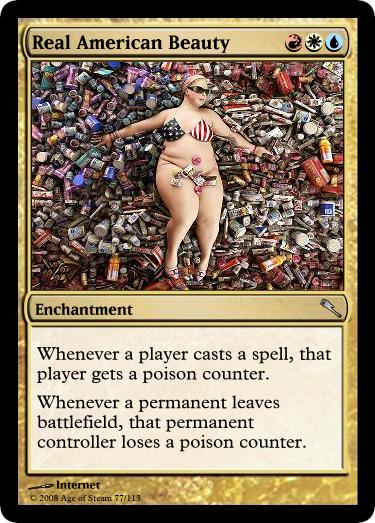 Real American Beauty
Enchantment
Whenever a player casts a spell, that
player gets a poison counter.
Whenever a permanent leaves
battlefield, that permanent
controller loses a poison counter.
Internet
© 2008 Age of Steam 77/113